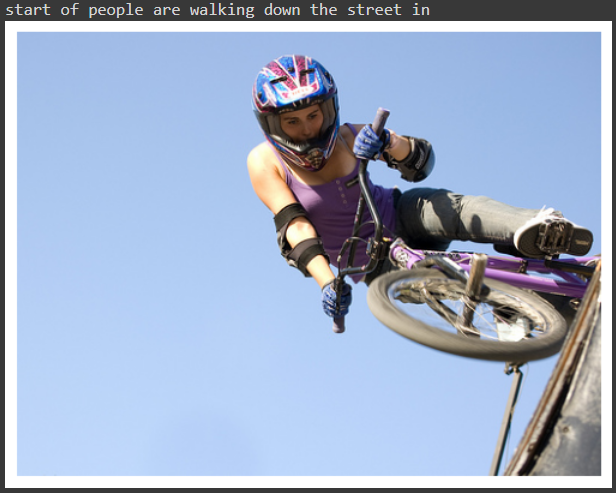 start of people are walking down the street in